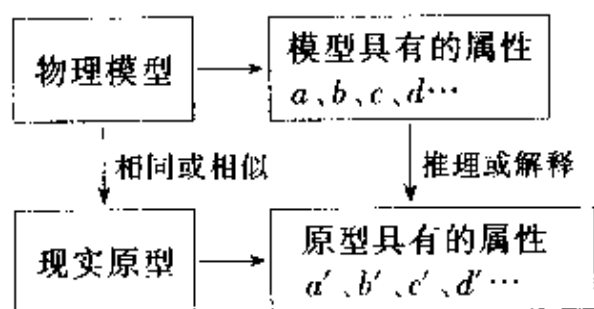 物理模型
模型具有的属性
a、b、c、d…
相同或相似
推理或解释
现实原型
原型具有的属性
a′、b′、c′、d′…